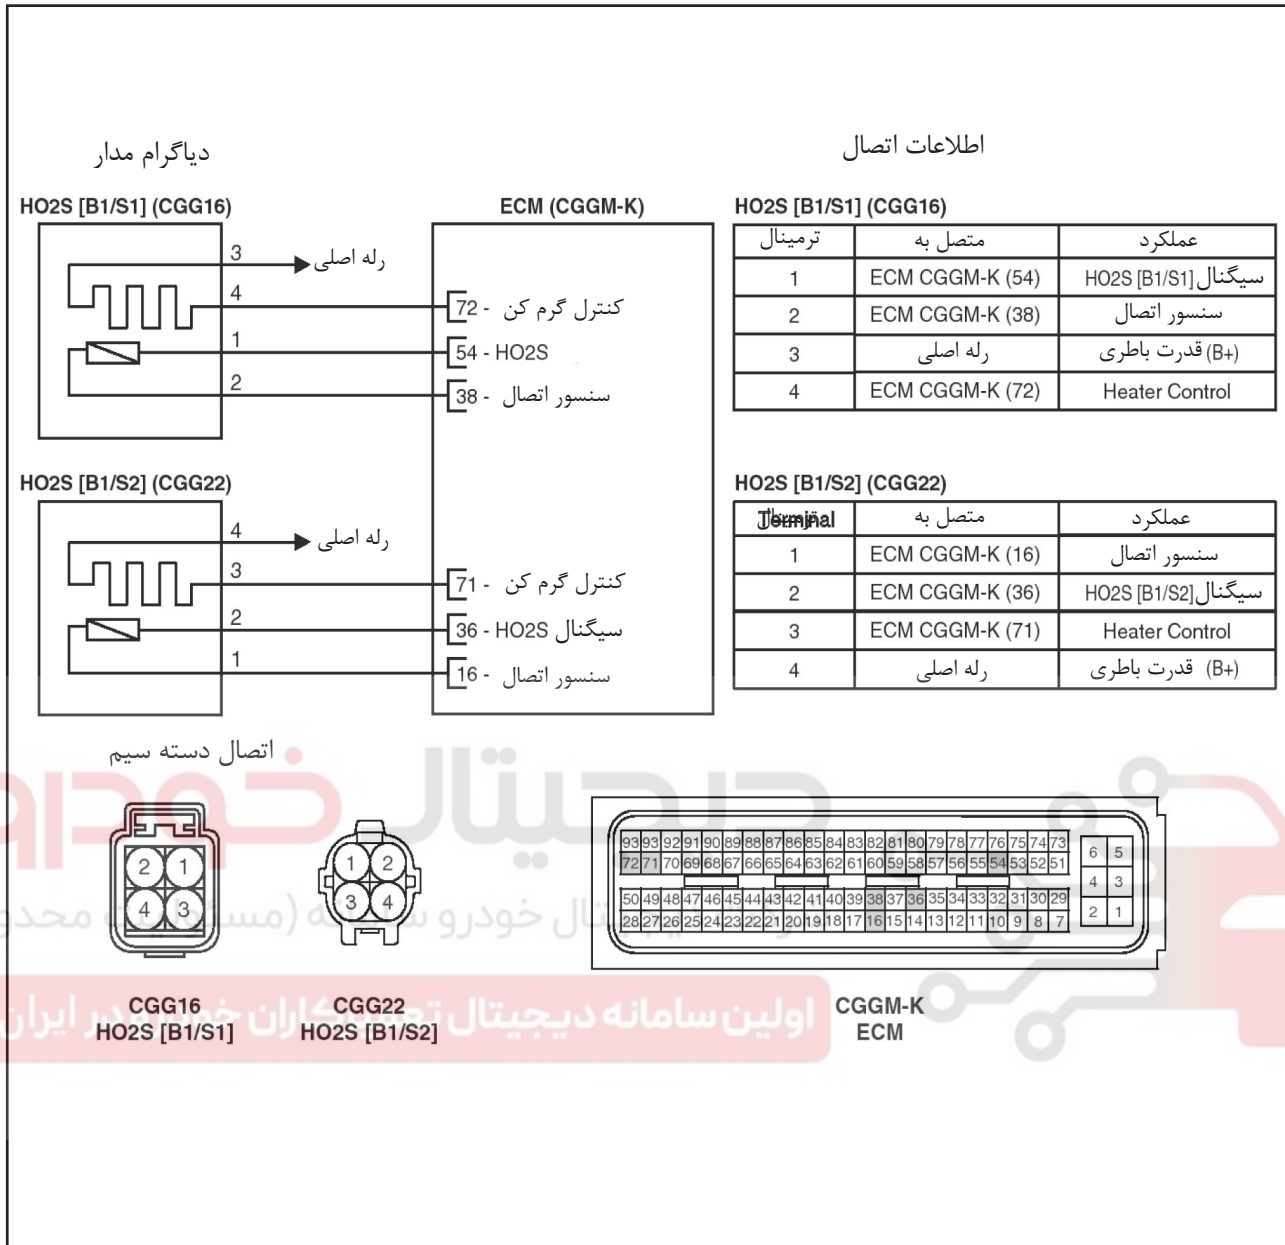 دیاگرام مدار
اطلاعات اتصال
HO2S [B1/S1] (CGG16)
ECM (CGGM-K)
3
رله اصلی
4
72 - کنترل گرم کن
1
54 - HO2S
2
38 - سنسور اتصال
HO2S [B1/S1] (CGG16)
ترمینال متصل به عملکرد
1 ECM CGGM-K (54) سیگنال HO2S [B1/S1]
2 ECM CGGM-K (38) سنسور اتصال
3 رله اصلی قدرت باطری (B+)
4 ECM CGGM-K (72) Heater Control
HO2S [B1/S2] (CGG22)
4
رله اصلی
3
71 - کنترل گرم کن
2
36 - HO2S سیگنال
1
16 - سنسور اتصال
HO2S [B1/S2] (CGG22)
Terminal متصل به عملکرد
1 ECM CGGM-K (16) سنسور اتصال
2 ECM CGGM-K (36) سیگنال HO2S [B1/S2]
3 ECM CGGM-K (71) Heater Control
4 رله اصلی قدرت باطری (B+)
اتصال دسته سیم
دیجیتال خودرو
2 1
4 3
1 2
3 4
93 93 92 91 90 89 88 87 86 85 84 83 82 81 80 79 78 77 76 75 74 73
72 71 70 69 68 67 66 65 64 63 62 61 60 59 58 57 56 55 54 53 52 51
50 49 48 47 46 45 44 43 42 41 40 39 38 37 36 35 34 33 32 31 30 29
28 27 26 25 24 23 22 21 20 19 18 17 16 15 14 13 12 11 10 9 8 7
6 5
4 3
2 1
CGG16
HO2S [B1/S1]
CGG22
HO2S [B1/S2]
CGGM-K
ECM
اولین سامانه دیجیتال تعمیرکاران خودرو در ایران